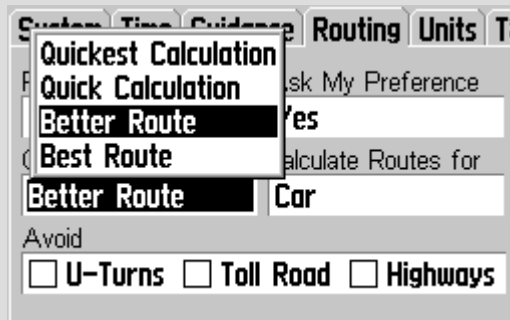 System Time Guidance Routing Units
Quickest Calculation
Quick Calculation
Better Route
Best Route
Ask My Preference
Yes
Calculate Routes for
Better Route
Car
Avoid
U-Turns Toll Road Highways